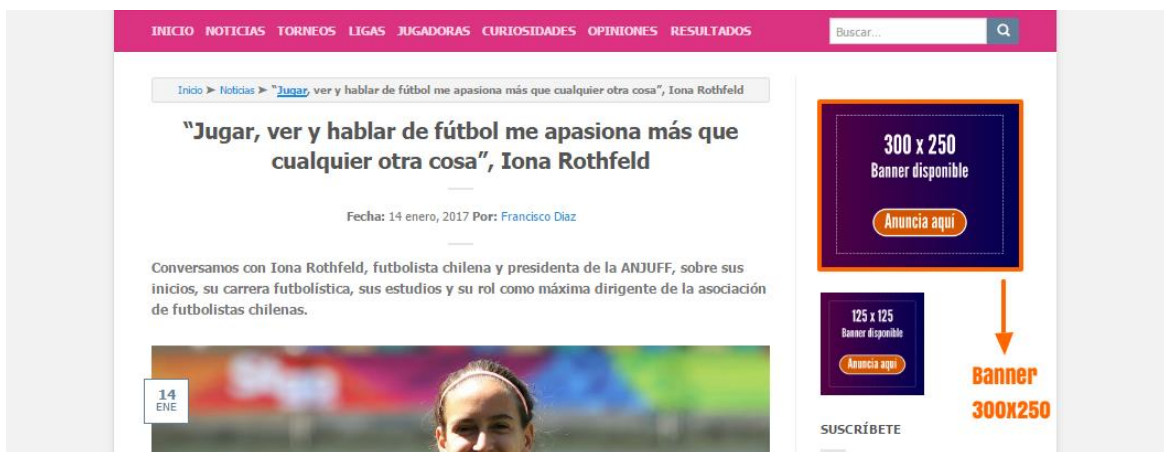 INICIO NOTICIAS TORNEOS LIGAS JUGADORAS CURIOSIDADES OPINIONES RESULTADOS
Buscar...
Inicio ➤ Noticias ➤ “Jugar, ver y hablar de fútbol me apasiona más que cualquier otra cosa”, Iona Rothfeld
“Jugar, ver y hablar de fútbol me apasiona más que
cualquier otra cosa”, Iona Rothfeld
Fecha: 14 enero, 2017 Por: Francisco Diaz
Conversamos con Iona Rothfeld, futbolista chilena y presidenta de la ANJUFF, sobre sus
inicios, su carrera futbolística, sus estudios y su rol como máxima dirigente de la asociación
de futbolistas chilenas.
14
ENE
300 x 250
Banner disponible
Anuncia aquí
125 x 125
Banner disponible
Anuncia aquí
Banner
300x250
SUSCRÍBETE